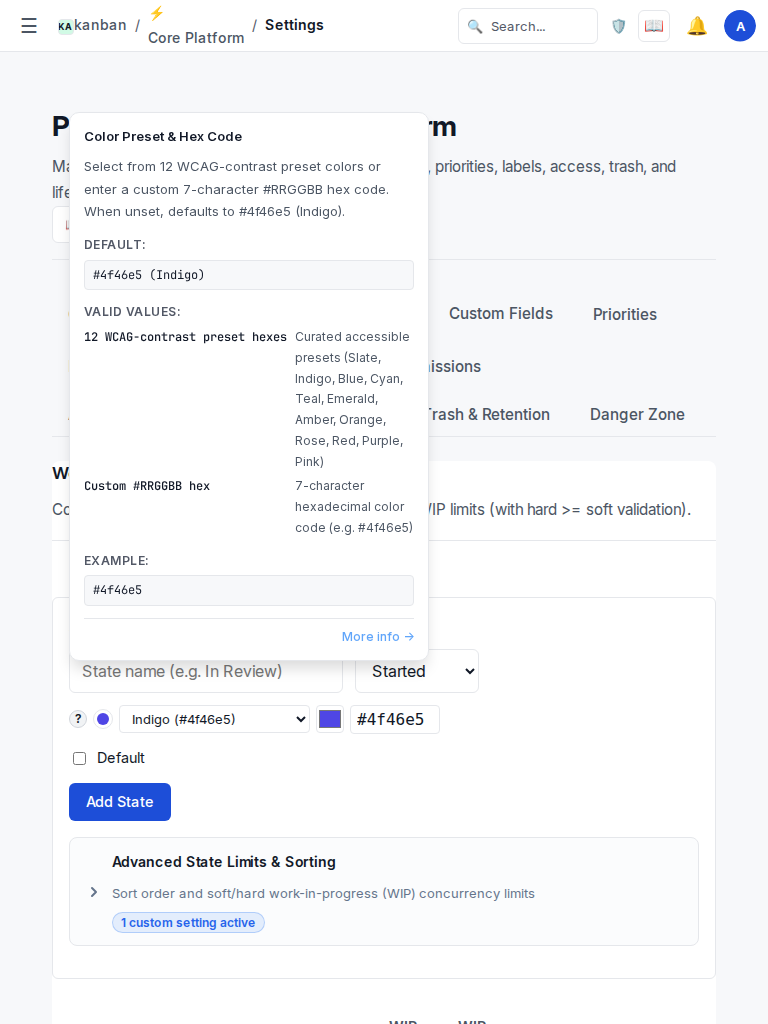 ☰ KA kanban / ⚡ Core Platform / Settings 🔍 Search... 🛡️ 📖 🔔 A
P rm
Color Preset & Hex Code
Select from 12 WCAG-contrast preset colors or
enter a custom 7-character #RRGGBB hex code.
When unset, defaults to #4f46e5 (Indigo).
, priorities, labels, access, trash, and
DEFAULT:
#4f46e5 (Indigo)
VALID VALUES:
12 WCAG-contrast preset hexes
Curated accessible
presets (Slate,
Indigo, Blue, Cyan,
Teal, Emerald,
Amber, Orange,
Rose, Red, Purple,
Pink)
Custom #RRGGBB hex
7-character
hexadecimal color
code (e.g. #4f46e5)
EXAMPLE:
#4f46e5
More info →
Custom Fields Priorities
issions
Trash & Retention Danger Zone
WIP limits (with hard >= soft validation).
State name (e.g. In Review) Started
? Indigo (#4f46e5) #4f46e5
Default
Add State
Advanced State Limits & Sorting
Sort order and soft/hard work-in-progress (WIP) concurrency limits
1 custom setting active
WIP WIP